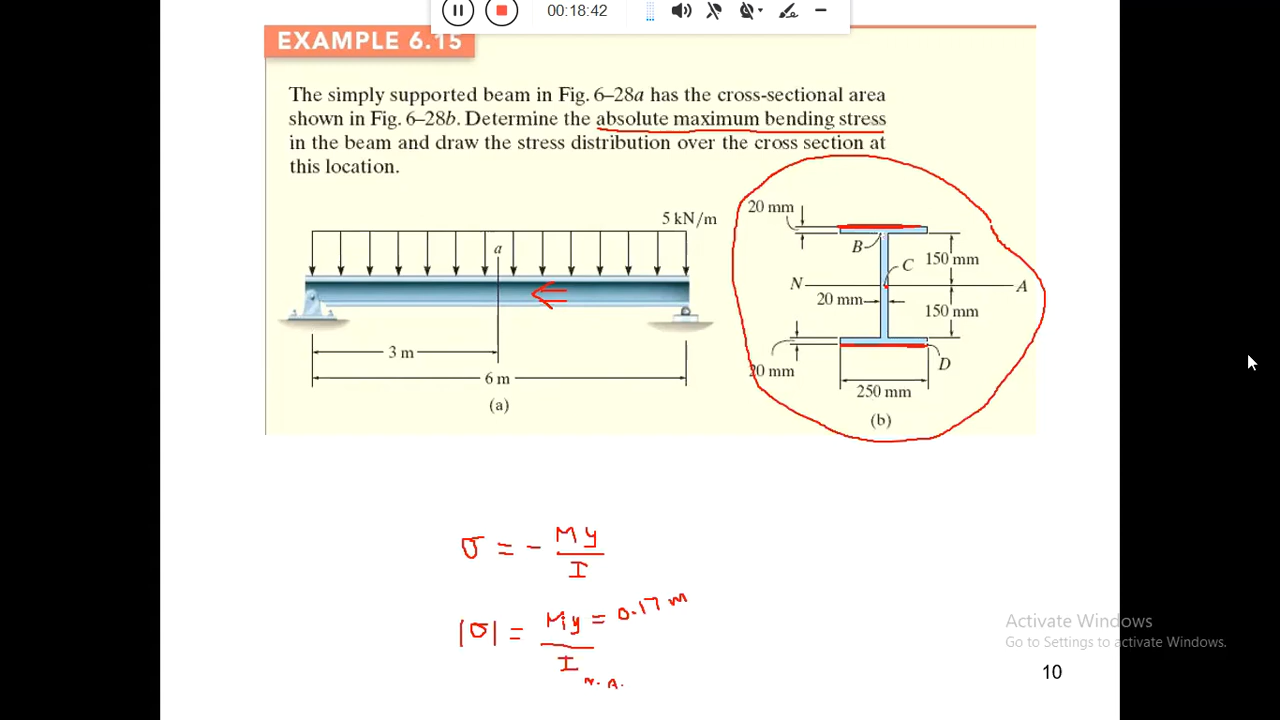 00:18:42
EXAMPLE 6.15
The simply supported beam in Fig. 6–28a has the cross-sectional area
shown in Fig. 6–28b. Determine the absolute maximum bending stress
in the beam and draw the stress distribution over the cross section at
this location.
5 kN/m
a
3 m
6 m
(a)
20 mm
B
C
150 mm
N
A
20 mm
150 mm
20 mm
D
250 mm
(b)
σ = - My
I
|σ| = M,y = 0.17 m
I N.A.
Activate Windows
Go to Settings to activate Windows.
10